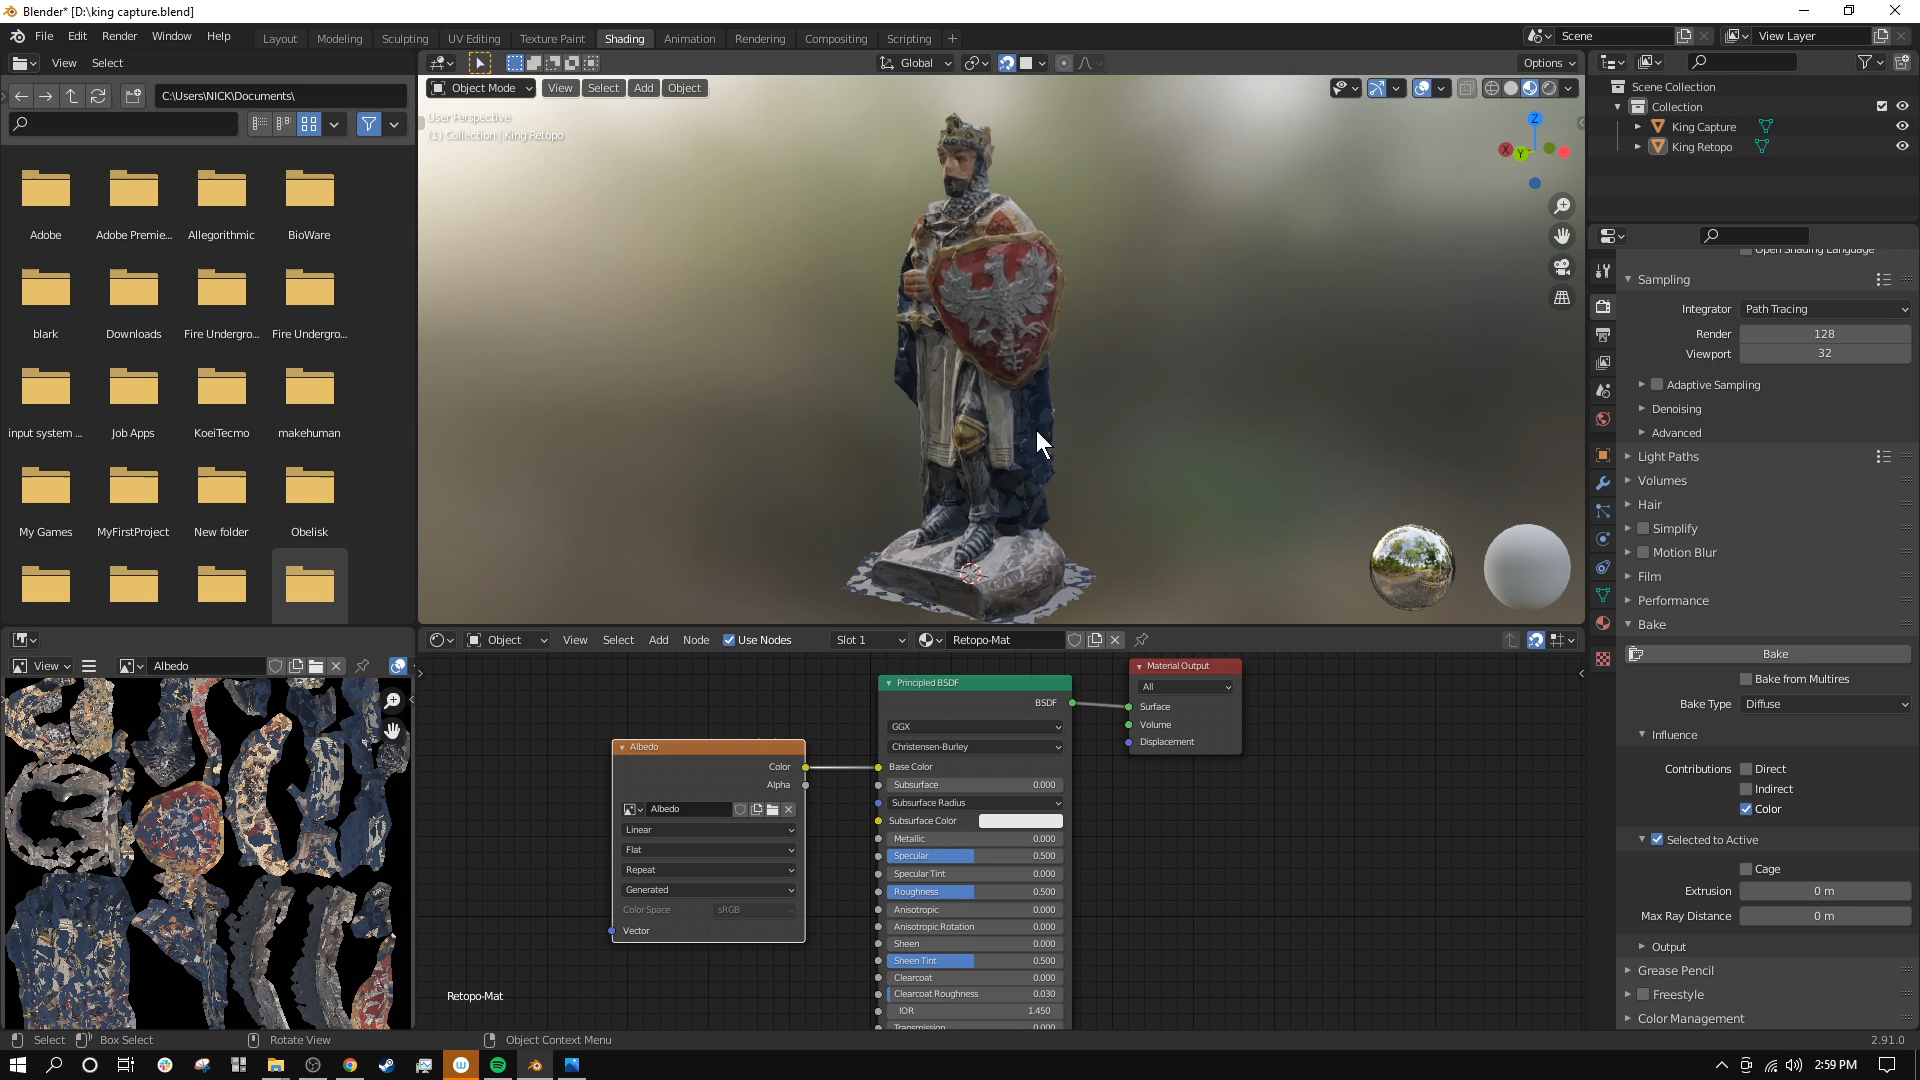 Blender* [D:\king capture.blend]
File Edit Render Window Help
Layout Modeling Sculpting UV Editing Texture Paint Shading Animation Rendering Compositing Scripting +
Scene
View Layer
View Select
Global
Options
C:\Users\NICK\Documents\
Object Mode View Select Add Object
User Perspective
(1) Collection | King Retopo
Z
X
Y
Adobe Adobe Premie... Allegorithmic BioWare
blark Downloads Fire Undergro... Fire Undergro...
input system ... Job Apps KoeiTecmo makehuman
My Games MyFirstProject New folder Obelisk
Scene Collection
Collection
King Capture
King Retopo
Open Shading Language
Sampling
Integrator Path Tracing
Render 128
Viewport 32
Adaptive Sampling
Denoising
Advanced
Light Paths
Volumes
Hair
Simplify
Motion Blur
Film
Performance
Bake
Bake
Bake from Multires
Bake Type Diffuse
Influence
Contributions Direct
Indirect
Color
Selected to Active
Cage
Extrusion 0 m
Max Ray Distance 0 m
Output
Grease Pencil
Freestyle
Color Management
View Albedo
Object View Select Add Node Use Nodes Slot 1 Retopo-Mat
Albedo
Color
Alpha
Albedo
Linear
Flat
Repeat
Generated
Color Space sRGB
Vector
Principled BSDF
BSDF
GGX
Christensen-Burley
Base Color
Subsurface 0.000
Subsurface Radius
Subsurface Color
Metallic 0.000
Specular 0.500
Specular Tint 0.000
Roughness 0.500
Anisotropic 0.000
Anisotropic Rotation 0.000
Sheen 0.000
Sheen Tint 0.500
Clearcoat 0.000
Clearcoat Roughness 0.030
IOR 1.450
Transmission 0.000
Material Output
All
Surface
Volume
Displacement
Retopo-Mat
Select Box Select Rotate View Object Context Menu
2.91.0
2:59 PM